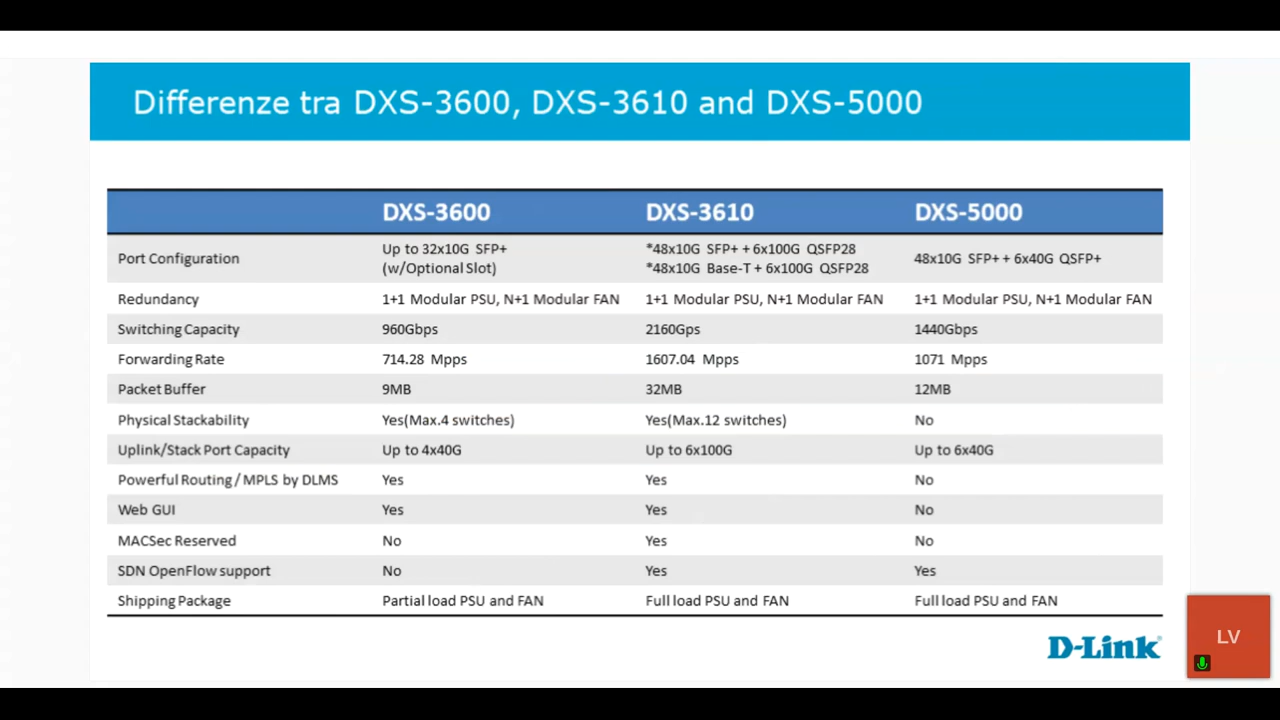 Differenze tra DXS-3600, DXS-3610 and DXS-5000
DXS-3600 DXS-3610 DXS-5000
Port Configuration Up to 32x10G SFP+ (w/Optional Slot) *48x10G SFP+ + 6x100G QSFP28 *48x10G Base-T + 6x100G QSFP28 48x10G SFP+ + 6x40G QSFP+
Redundancy 1+1 Modular PSU, N+1 Modular FAN 1+1 Modular PSU, N+1 Modular FAN 1+1 Modular PSU, N+1 Modular FAN
Switching Capacity 960Gbps 2160Gps 1440Gbps
Forwarding Rate 714.28 Mpps 1607.04 Mpps 1071 Mpps
Packet Buffer 9MB 32MB 12MB
Physical Stackability Yes(Max.4 switches) Yes(Max.12 switches) No
Uplink/Stack Port Capacity Up to 4x40G Up to 6x100G Up to 6x40G
Powerful Routing / MPLS by DLMS Yes Yes No
Web GUI Yes Yes No
MACSec Reserved No Yes No
SDN OpenFlow support No Yes Yes
Shipping Package Partial load PSU and FAN Full load PSU and FAN Full load PSU and FAN
D-Link
LV